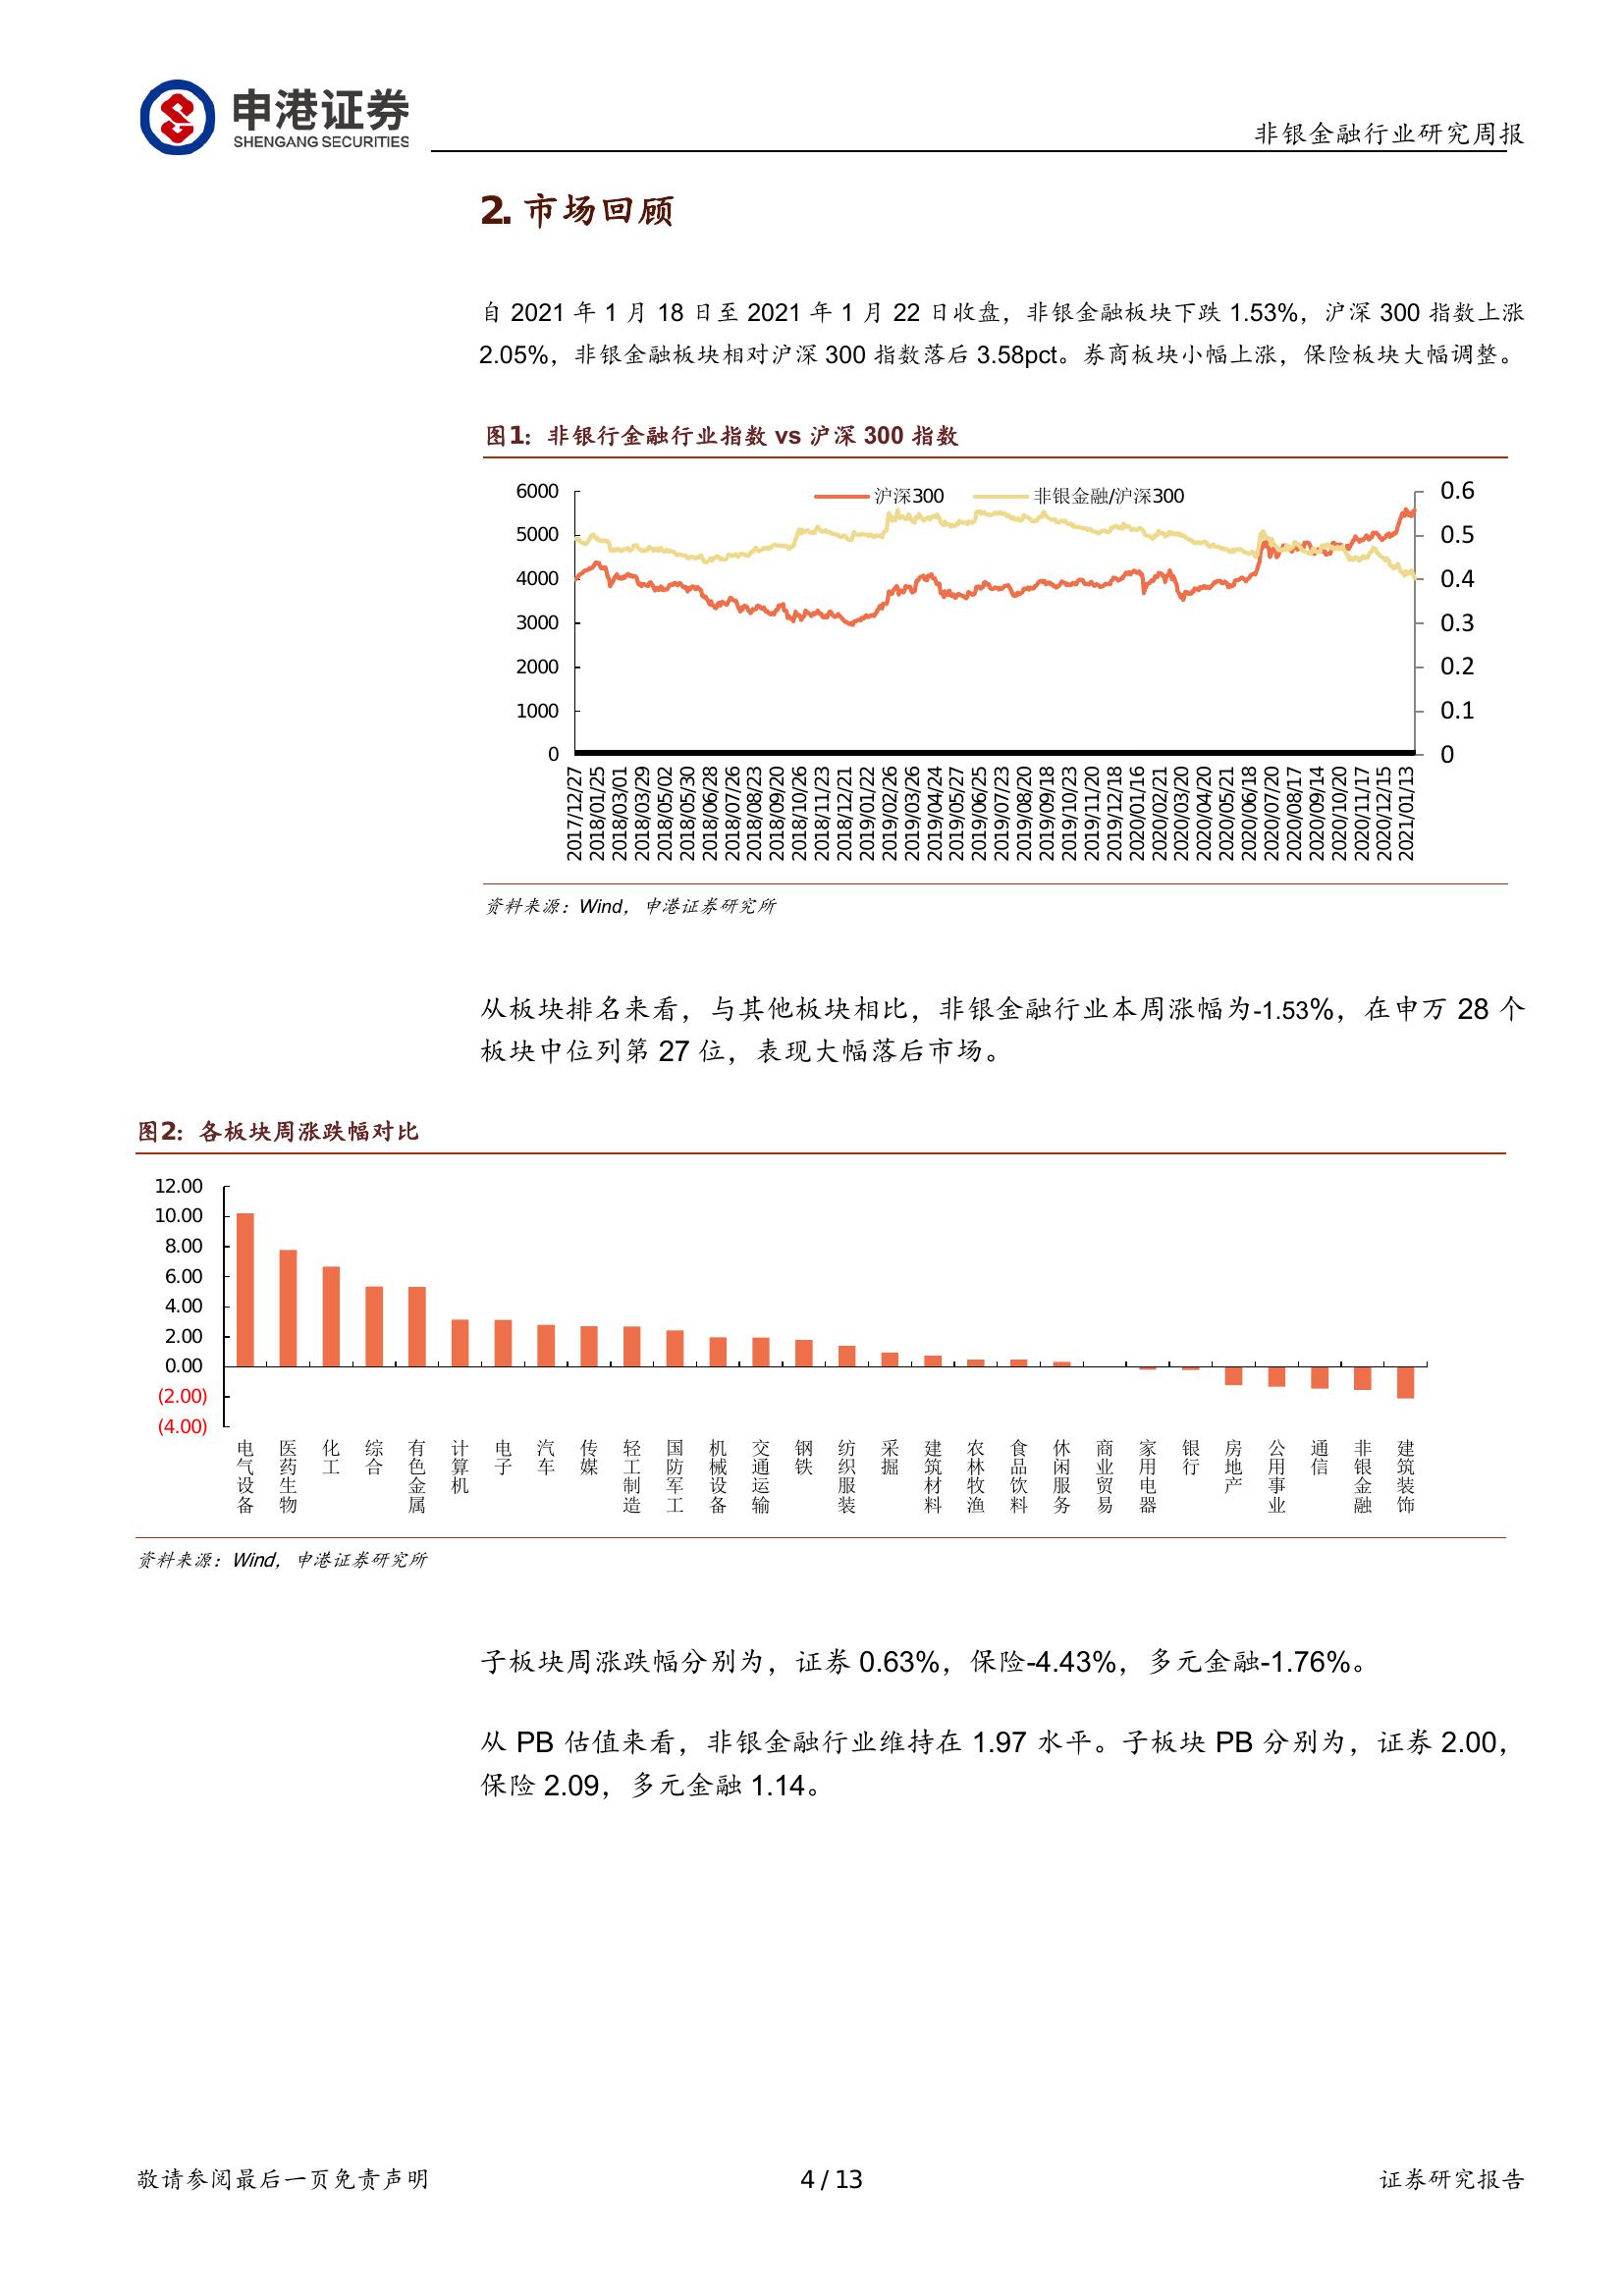 申港证券
SHENGANG SECURITIES
非银金融行业研究周报
2. 市场回顾
自 2021 年 1 月 18 日至 2021 年 1 月 22 日收盘，非银金融板块下跌 1.53%，沪深 300 指数上涨
2.05%，非银金融板块相对沪深 300 指数落后 3.58pct。券商板块小幅上涨，保险板块大幅调整。
图1：非银行金融行业指数 vs 沪深 300 指数
沪深300 非银金融/沪深300
6000
5000
4000
3000
2000
1000
0
0.6
0.5
0.4
0.3
0.2
0.1
0
2017/12/27
2018/01/25
2018/03/01
2018/03/29
2018/05/02
2018/05/30
2018/06/28
2018/07/26
2018/08/23
2018/09/20
2018/10/26
2018/11/23
2018/12/21
2019/01/22
2019/02/26
2019/03/26
2019/04/24
2019/05/27
2019/06/25
2019/07/23
2019/08/20
2019/09/18
2019/10/23
2019/11/20
2019/12/18
2020/01/16
2020/02/21
2020/03/20
2020/04/20
2020/05/21
2020/06/18
2020/07/20
2020/08/17
2020/09/14
2020/10/20
2020/11/17
2020/12/15
2021/01/13
资料来源：Wind，申港证券研究所
从板块排名来看，与其他板块相比，非银金融行业本周涨幅为-1.53%，在申万 28 个
板块中位列第 27 位，表现大幅落后市场。
图2：各板块周涨跌幅对比
12.00
10.00
8.00
6.00
4.00
2.00
0.00
(2.00)
(4.00)
电气设备
医药生物
化工
综合
有色金属
计算机
电子
汽车
传媒
轻工制造
国防军工
机械设备
交通运输
钢铁
纺织服装
采掘
建筑材料
农林牧渔
食品饮料
休闲服务
商业贸易
家用电器
银行
房地产
公用事业
通信
非银金融
建筑装饰
资料来源：Wind，申港证券研究所
子板块周涨跌幅分别为，证券 0.63%，保险-4.43%，多元金融-1.76%。
从 PB 估值来看，非银金融行业维持在 1.97 水平。子板块 PB 分别为，证券 2.00，
保险 2.09，多元金融 1.14。
敬请参阅最后一页免责声明
4 / 13
证券研究报告